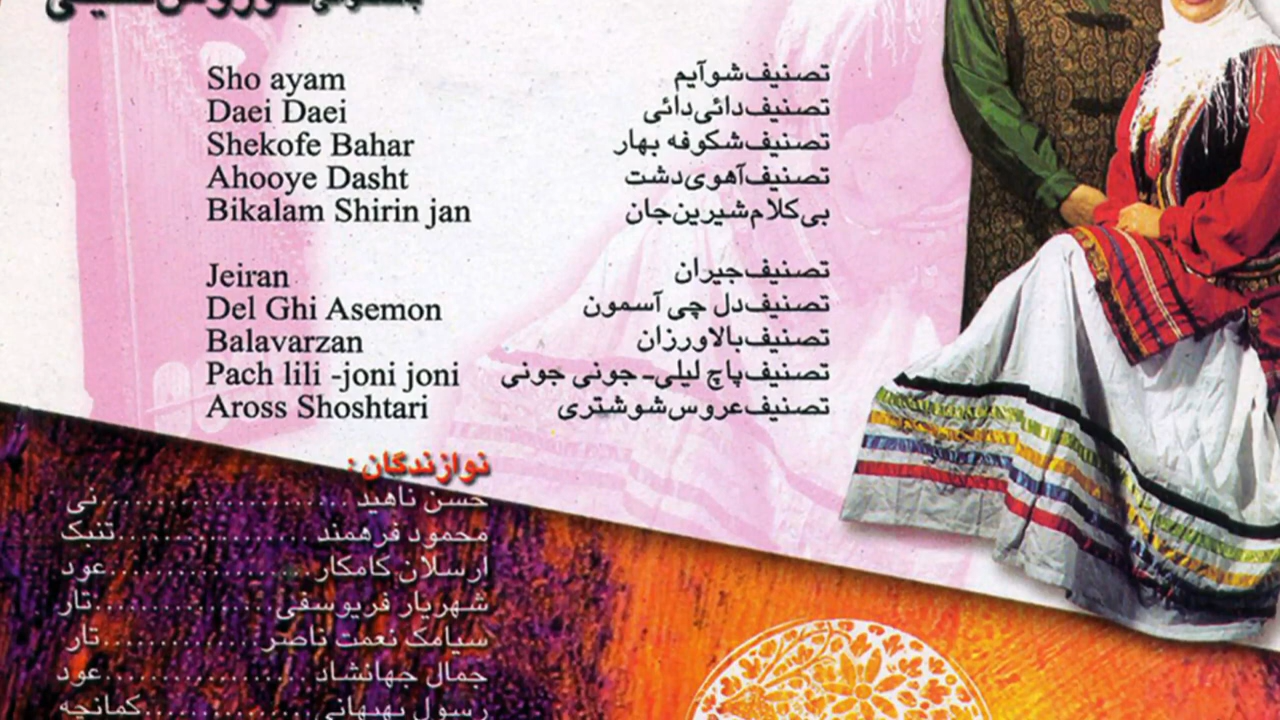 Sho ayam تصنیف شوآیم
Daei Daei تصنیف دائی دائی
Shekofe Bahar تصنیف شکوفه بهار
Ahooye Dasht تصنیف آهوی دشت
Bikalam Shirin jan بی کلام شیرین جان
Jeiran تصنیف جیران
Del Ghi Asemon تصنیف دل چی آسمون
Balavarzan تصنیف بالاورزان
Pach lili -joni joni تصنیف پاچ لیلی - جونی جونی
Aross Shoshtari تصنیف عروس شوشتری
نوازندگان:
حسن ناهید.......................نی
محمود فرهمند..................تنبک
ارسلان کامکار...................عود
شهریار فریوسفی................تار
سیامک نعمت ناصر.............تار
جمال جهانشاد..................عود
رسول بهبهانی................کمانچه